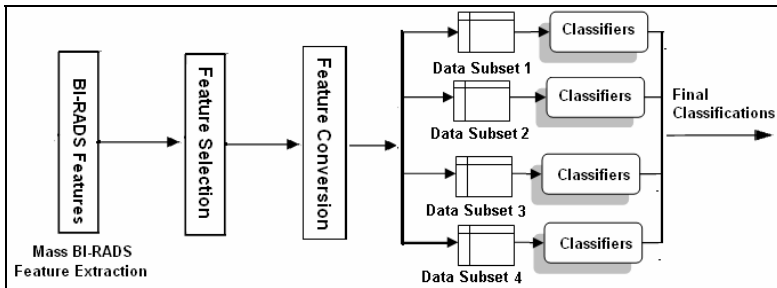 BI-RADS Features
Mass BI-RADS
Feature Extraction
Feature Selection
Feature Conversion
Data Subset 1
Classifiers
Data Subset 2
Classifiers
Data Subset 3
Classifiers
Data Subset 4
Classifiers
Final
Classifications